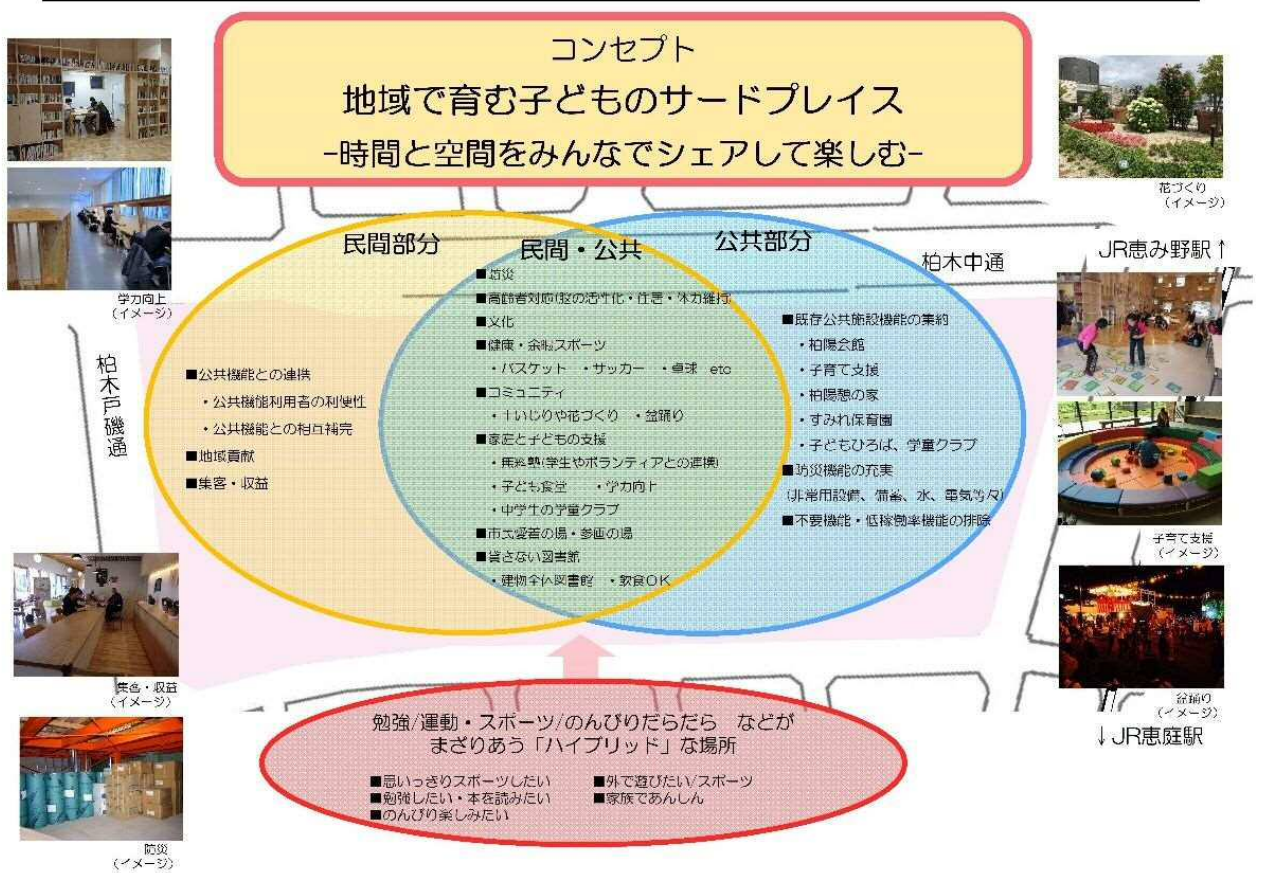 コンセプト
地域で育む子どものサードプレイス
-時間と空間をみんなでシェアして楽しむ-
学力向上
(イメージ)
柏木戸磯通
集客・収益
(イメージ)
防災
(イメージ)
民間部分
■公共機能との連携
・公共機能利用者の利便性
・公共機能との相互補完
■地域貢献
■集客・収益
民間・公共
■防災
■高齢者対応(脳の活性化・住居・体力維持)
■文化
■健康・余暇スポーツ
・バスケット ・サッカー ・卓球 etc
■コミュニティ
・土いじりや花づくり ・盆踊り
■家庭と子どもの支援
・無料塾(学生やボランティアとの連携)
・子ども食堂 ・学力向上
・中学生の学童クラブ
■市民愛着の場・参画の場
■貸さない図書館
・建物全体図書館 ・飲食OK
公共部分
■既存公共施設機能の集約
・柏陽会館
・子育て支援
・柏陽憩の家
・すみれ保育園
・子どもひろば、学童クラブ
■防災機能の充実
(非常用設備、備蓄、水、電気等々)
■不要機能・低稼働率機能の排除
柏木中通
花づくり
(イメージ)
JR恵み野駅↑
子育て支援
(イメージ)
盆踊り
(イメージ)
↓JR恵庭駅
勉強/運動・スポーツ/のんびりだらだら などが
まざりあう「ハイブリッド」な場所
■思いっきりスポーツしたい ■外で遊びたい/スポーツ
■勉強したい・本を読みたい ■家族であんしん
■のんびり楽しみたい